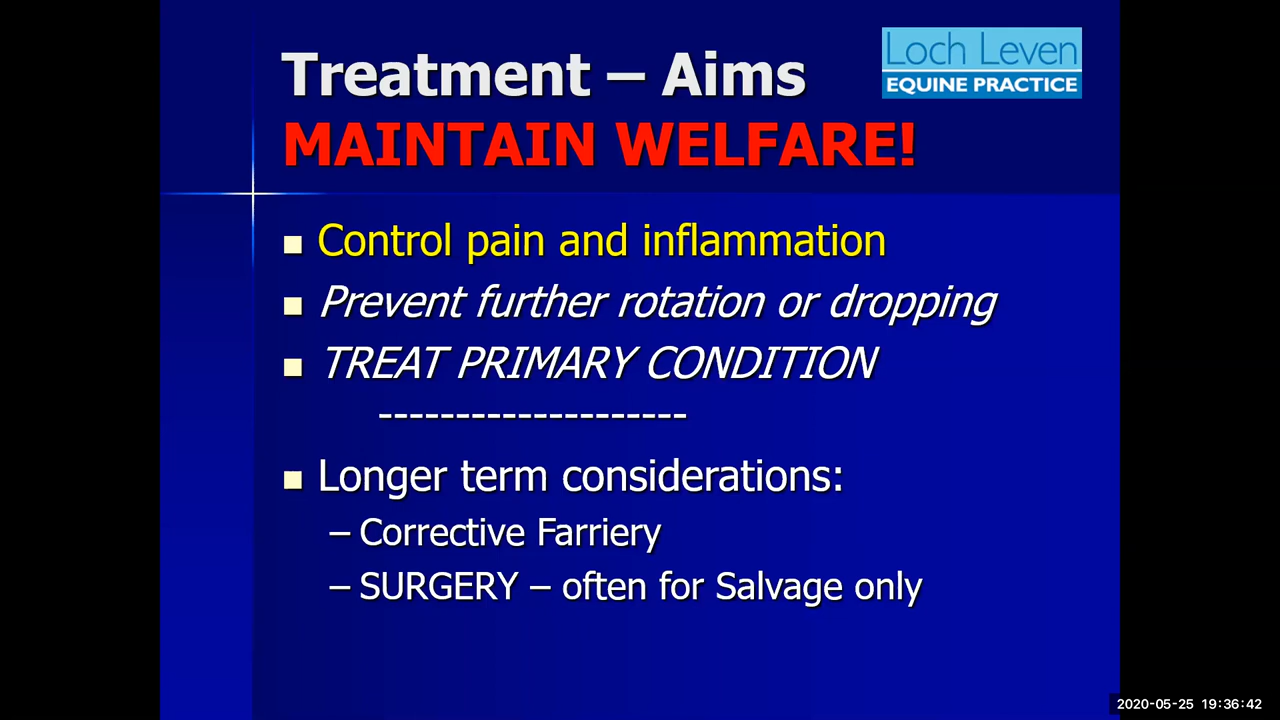 Treatment – Aims
Loch Leven
EQUINE PRACTICE
MAINTAIN WELFARE!
Control pain and inflammation
Prevent further rotation or dropping
TREAT PRIMARY CONDITION
--------------------
Longer term considerations:
– Corrective Farriery
– SURGERY – often for Salvage only
2020-05-25 19:36:42